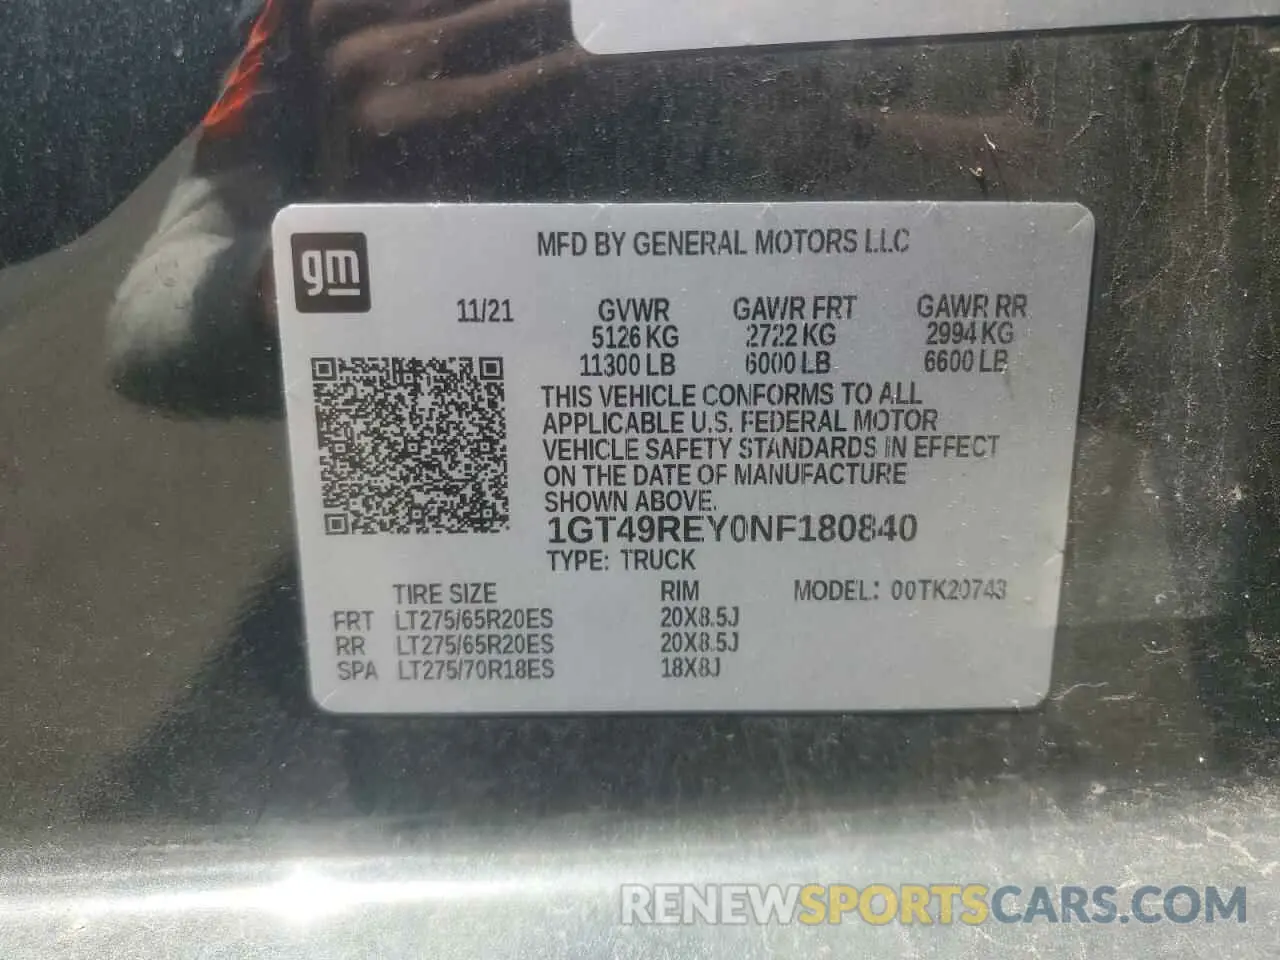 gm
MFD BY GENERAL MOTORS LLC
11/21 GVWR GAWR FRT GAWR RR
5126 KG 2722 KG 2994 KG
11300 LB 6000 LB 6600 LB
THIS VEHICLE CONFORMS TO ALL
APPLICABLE U.S. FEDERAL MOTOR
VEHICLE SAFETY STANDARDS IN EFFECT
ON THE DATE OF MANUFACTURE
SHOWN ABOVE.
1GT49REY0NF180840
TYPE: TRUCK
TIRE SIZE RIM MODEL: 00TK20743
FRT LT275/65R20ES 20X8.5J
RR LT275/65R20ES 20X8.5J
SPA LT275/70R18ES 18X8J
RENEWSPORTSCARS.COM